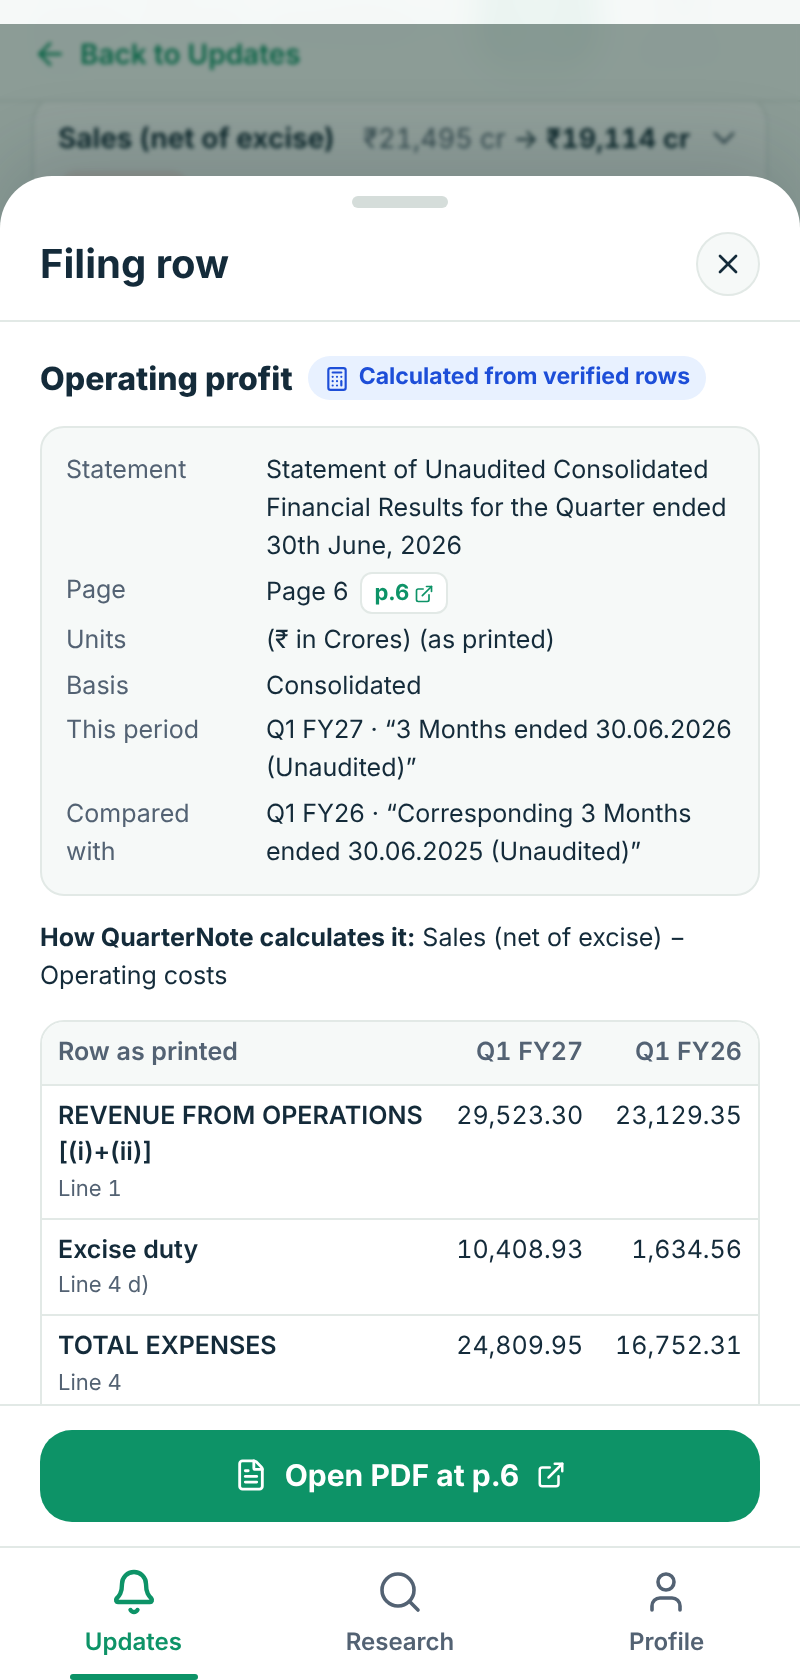 Back to Updates
Sales (net of excise) ₹21,495 cr → ₹19,114 cr
Filing row
Operating profit Calculated from verified rows
Statement Statement of Unaudited Consolidated
Financial Results for the Quarter ended
30th June, 2026
Page Page 6 p.6
Units (₹ in Crores) (as printed)
Basis Consolidated
This period Q1 FY27 · “3 Months ended 30.06.2026
(Unaudited)”
Compared Q1 FY26 · “Corresponding 3 Months
with ended 30.06.2025 (Unaudited)”
How QuarterNote calculates it: Sales (net of excise) −
Operating costs
Row as printed Q1 FY27 Q1 FY26
REVENUE FROM OPERATIONS 29,523.30 23,129.35
[(i)+(ii)]
Line 1
Excise duty 10,408.93 1,634.56
Line 4 d)
TOTAL EXPENSES 24,809.95 16,752.31
Line 4
Open PDF at p.6
Updates Research Profile